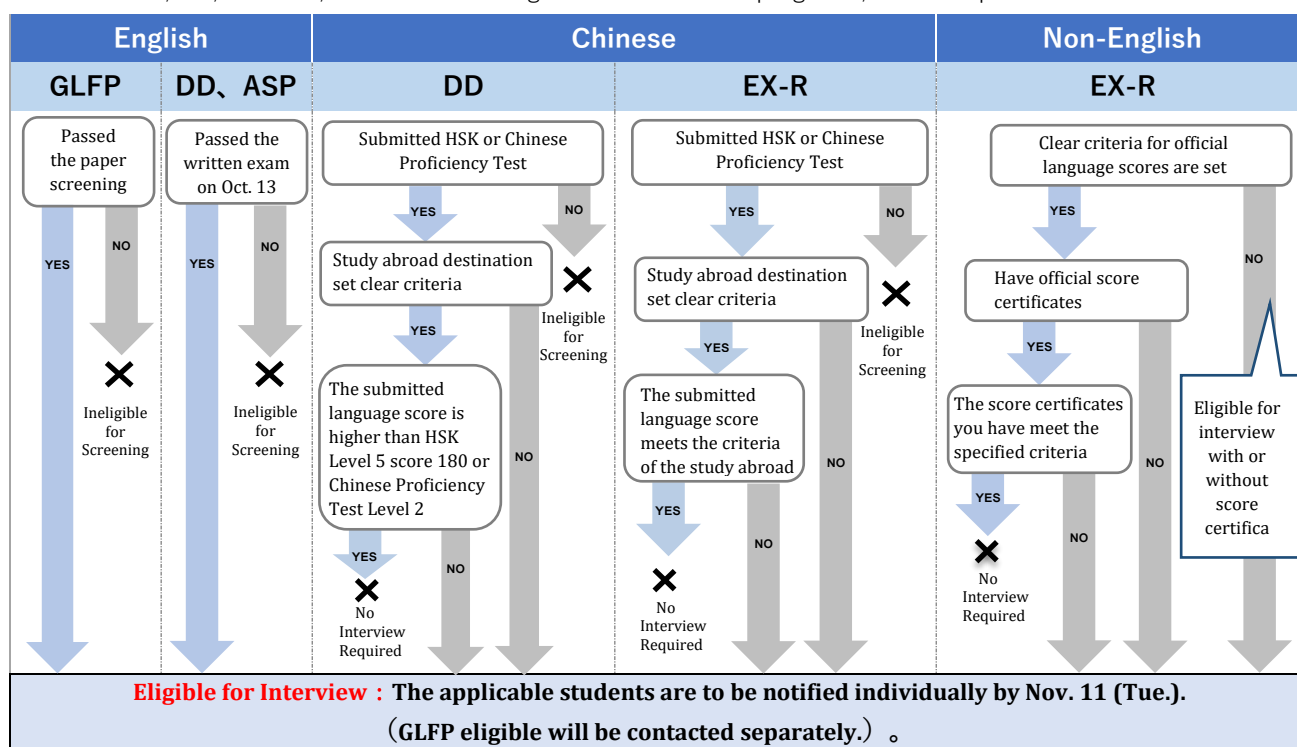 English
Chinese
Non-English
GLFP
DD、ASP
DD
EX-R
EX-R
Passed
the paper
screening
YES
NO
Ineligible
for
Screening
Passed the
written exam
on Oct. 13
YES
NO
Ineligible
for
Screening
Submitted HSK or Chinese
Proficiency Test
YES
NO
Ineligible
for
Screening
Study abroad destination
set clear criteria
YES
NO
The submitted
language score is
higher than HSK
Level 5 score 180 or
Chinese Proficiency
Test Level 2
YES
NO
No
Interview
Required
Submitted HSK or Chinese
Proficiency Test
YES
NO
Ineligible
for
Screening
Study abroad destination
set clear criteria
YES
NO
The submitted
language score
meets the criteria
of the study abroad
YES
NO
No
Interview
Required
Clear criteria for official
language scores are set
YES
NO
Have official score
certificates
YES
NO
The score certificates
you have meet the
specified criteria
YES
NO
No
Interview
Required
Eligible for
interview
with or
without
score
certifica
Eligible for Interview：The applicable students are to be notified individually by Nov. 11 (Tue.).
（GLFP eligible will be contacted separately.）。